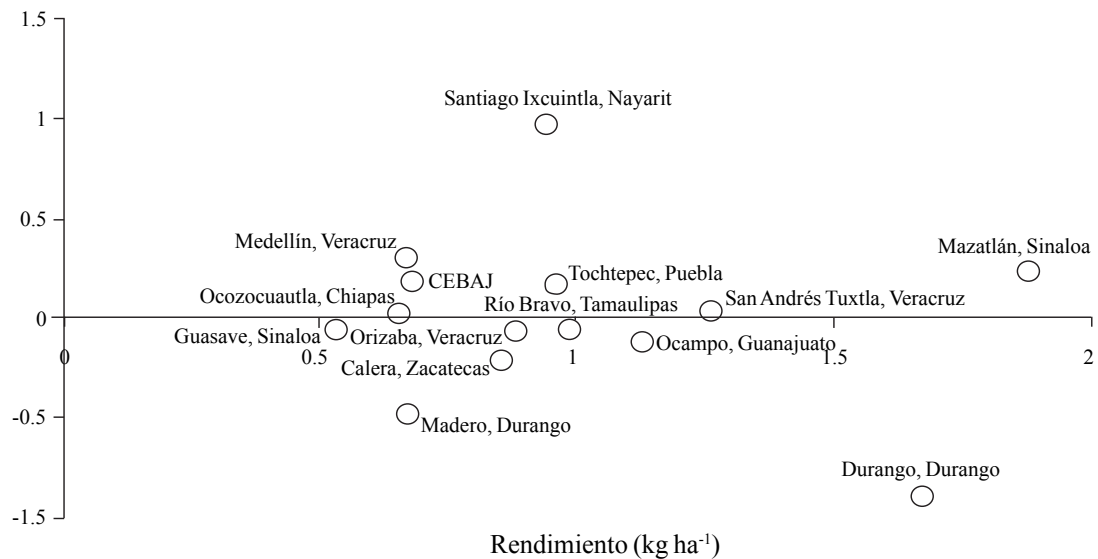 1.5
Santiago Ixcuintla, Nayarit
1
0.5
Medellín, Veracruz
Mazatlán, Sinaloa
CEBAJ
Tochtepec, Puebla
Ocozocuautla, Chiapas
Río Bravo, Tamaulipas
San Andrés Tuxtla, Veracruz
0
Guasave, Sinaloa
Orizaba, Veracruz
Ocampo, Guanajuato
0
0.5
1
1.5
2
Calera, Zacatecas
-0.5
Madero, Durango
Durango, Durango
-1.5
Rendimiento (kg ha-1)